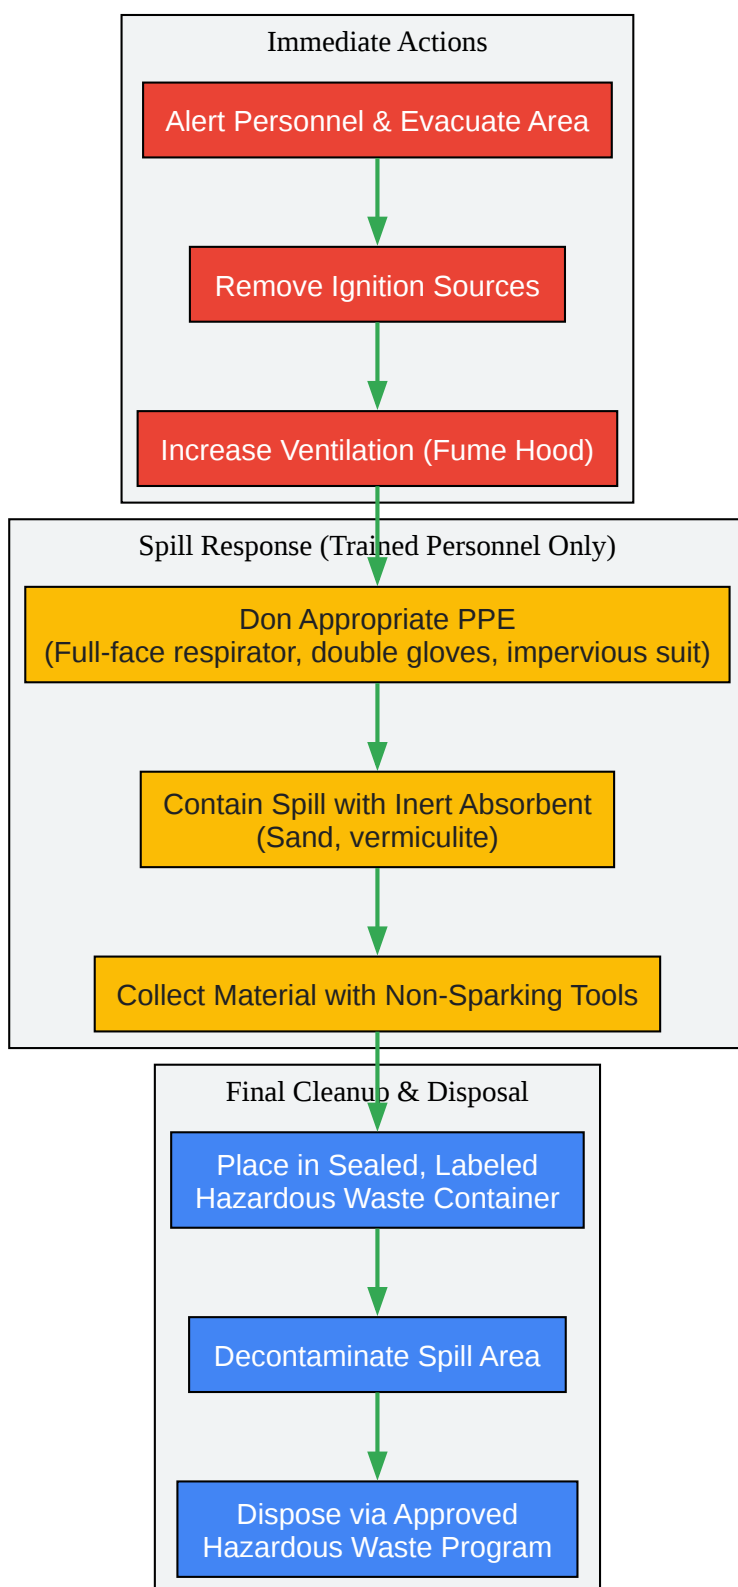 Immediate Actions
Alert Personnel & Evacuate Area
Remove Ignition Sources
Increase Ventilation (Fume Hood)
Spill Response (Trained Personnel Only)
Don Appropriate PPE
(Full-face respirator, double gloves, impervious suit)
Contain Spill with Inert Absorbent
(Sand, vermiculite)
Collect Material with Non-Sparking Tools
Final Cleanup & Disposal
Place in Sealed, Labeled
Hazardous Waste Container
Decontaminate Spill Area
Dispose via Approved
Hazardous Waste Program